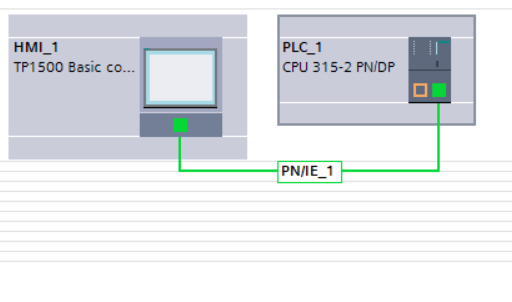 HMI_1
TP1500 Basic co...
PLC_1
CPU 315-2 PN/DP
PN/IE_1